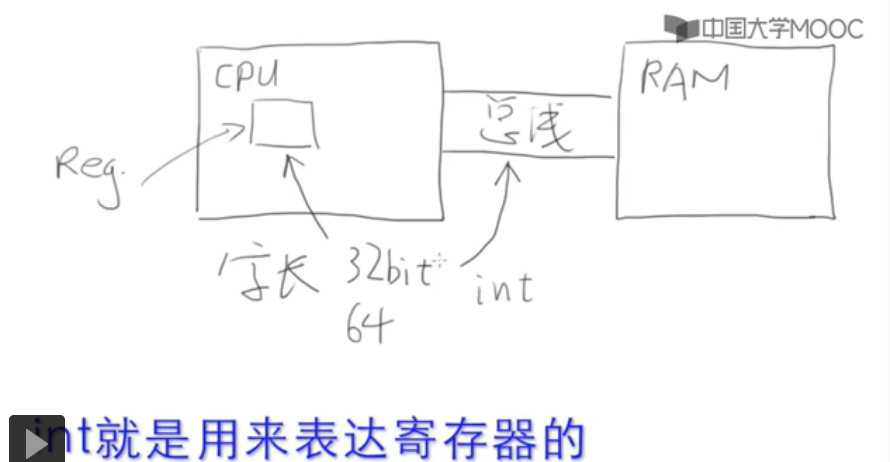 中国大学MOOC
CPU
RAM
总线
Reg.
字长 32bit int
64
int就是用来表达寄存器的